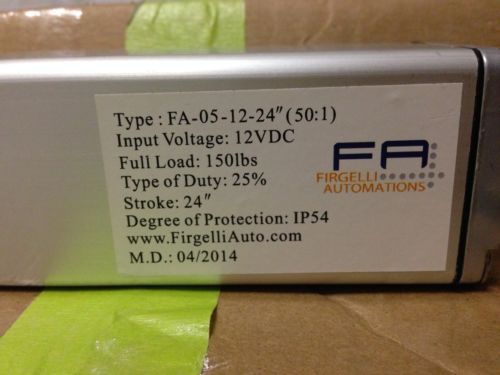 Type : FA-05-12-24″ (50:1)
Input Voltage: 12VDC
Full Load: 150lbs
Type of Duty: 25%
Stroke: 24″
Degree of Protection: IP54
www.FirgelliAuto.com
M.D.: 04/2014
FA
FIRGELLI
AUTOMATIONS